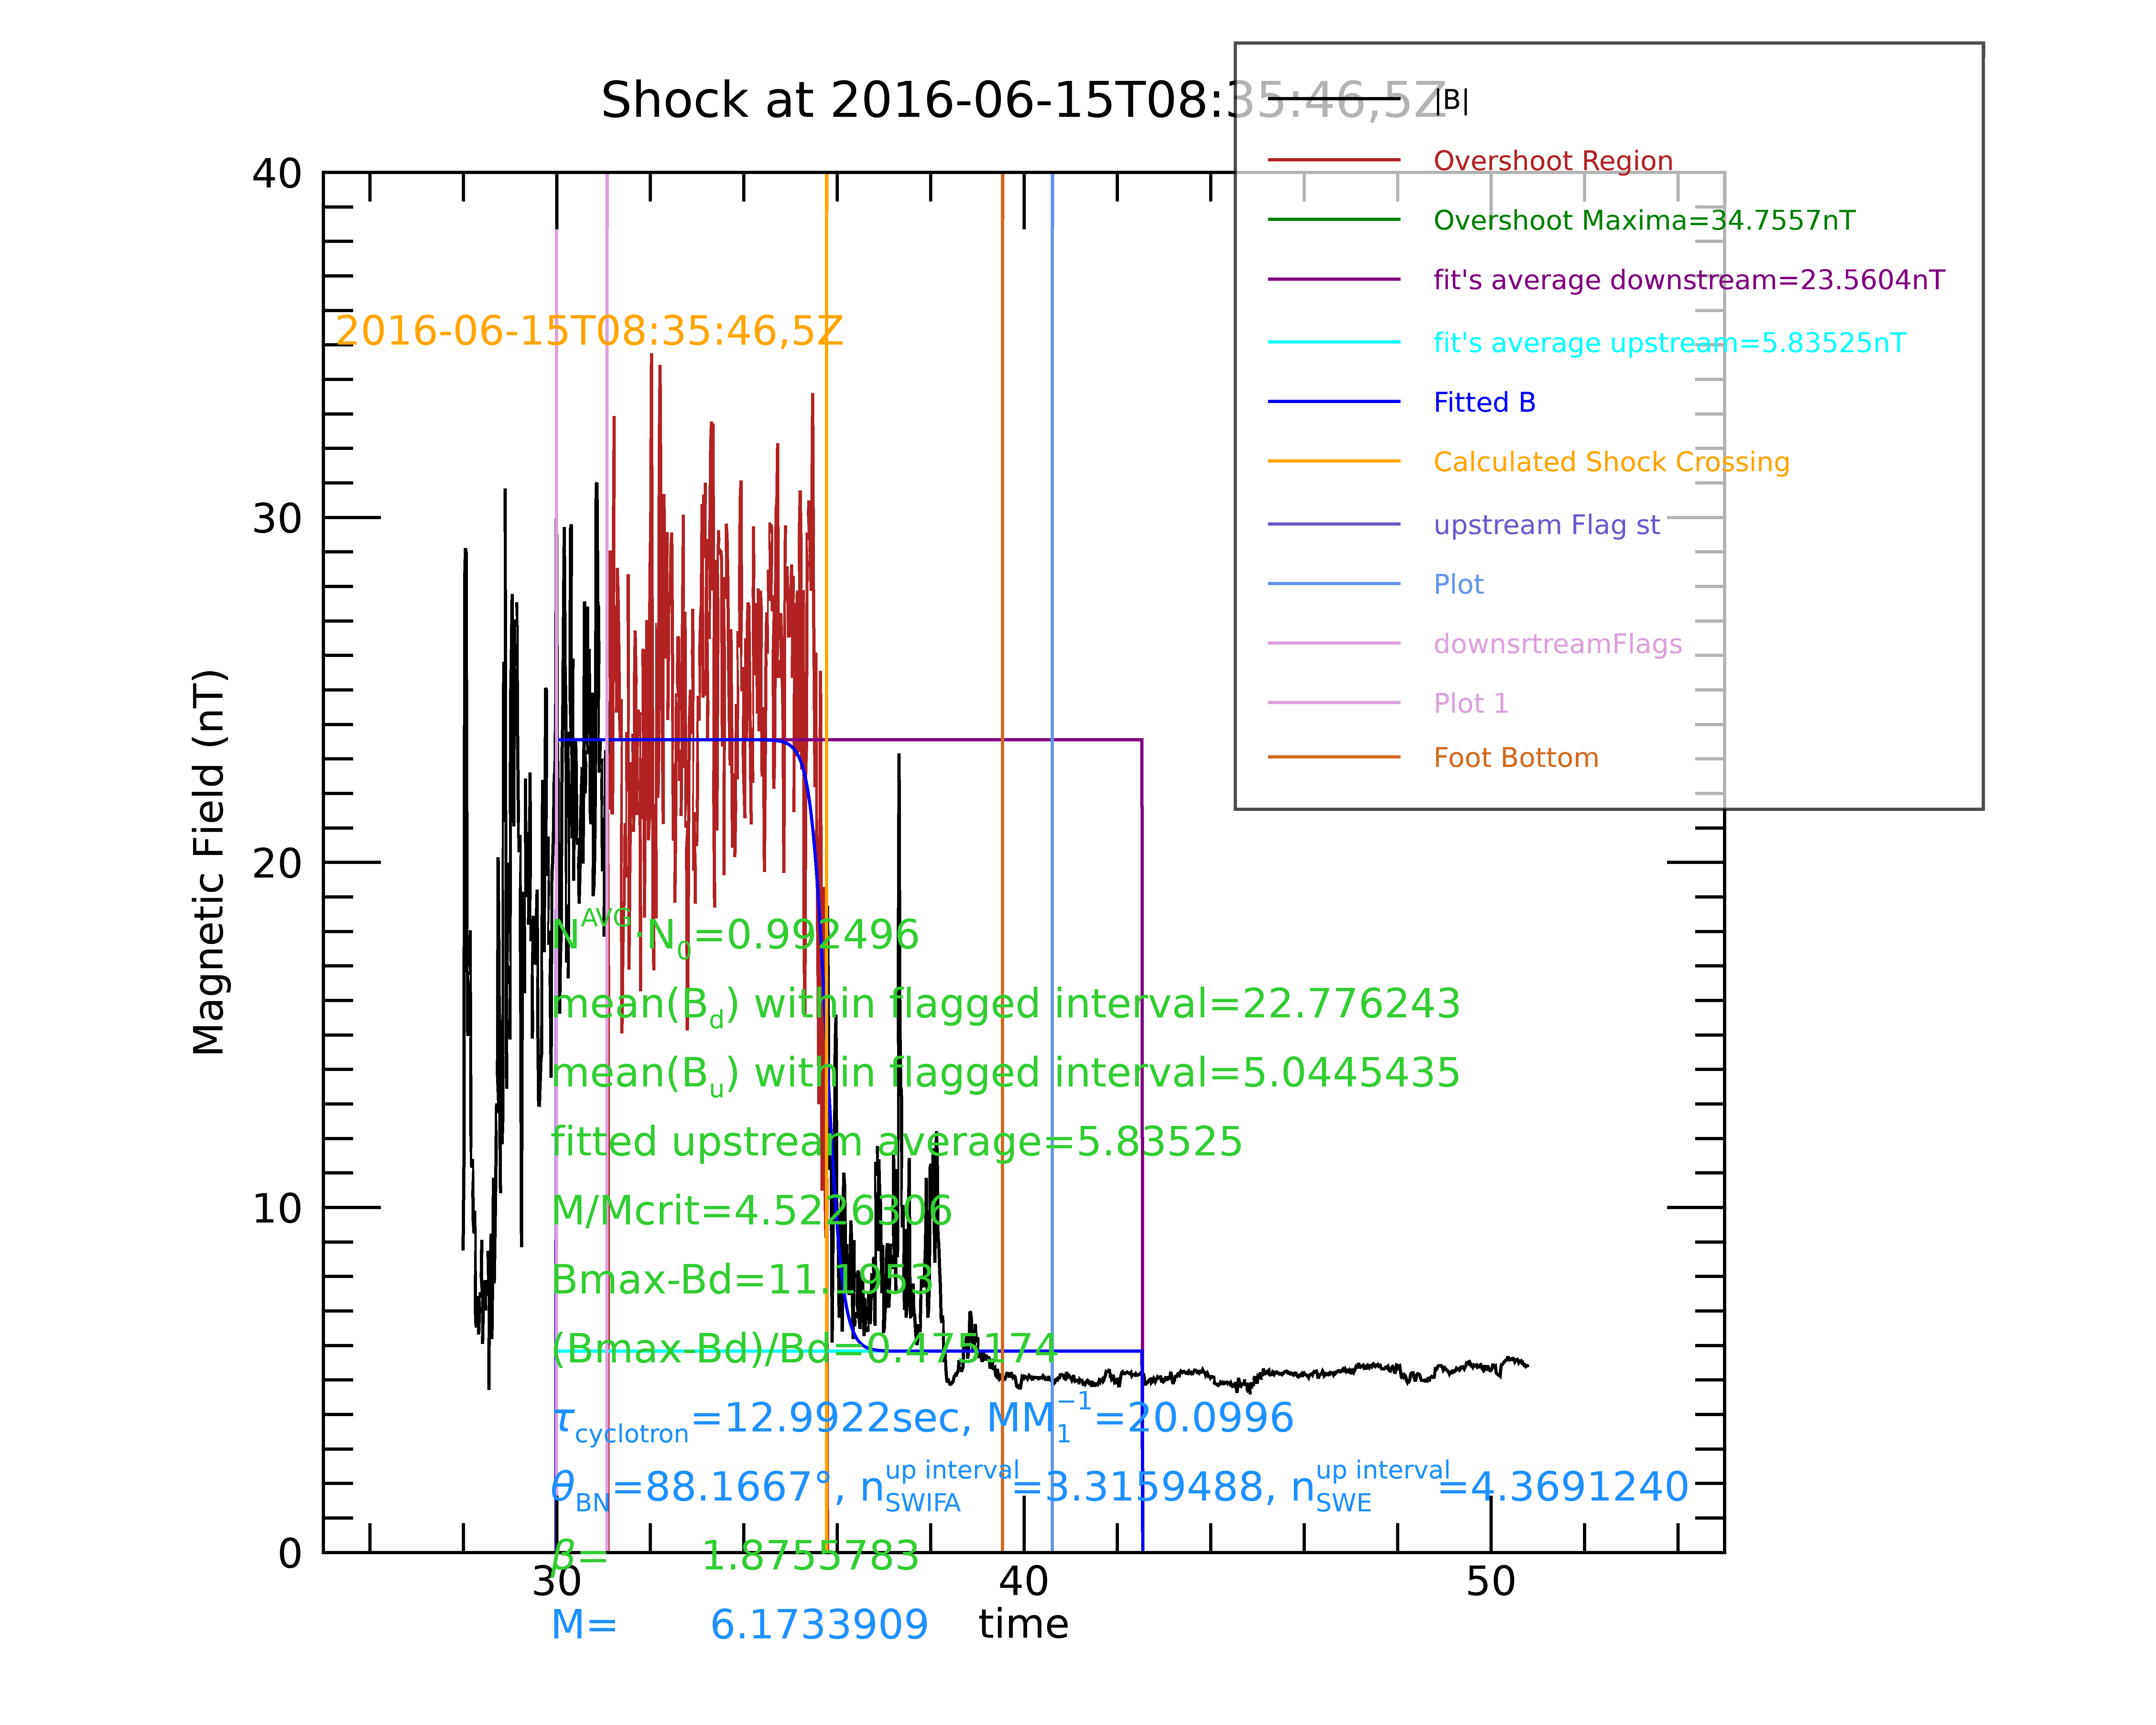 Shock at 2016-06-15T08:35:46,5Z
|B|
Overshoot Region
Overshoot Maxima=34.7557nT
fit's average downstream=23.5604nT
fit's average upstream=5.83525nT
Fitted B
Calculated Shock Crossing
upstream Flag st
Plot
downsrtreamFlags
Plot 1
Foot Bottom
40
30
20
10
0
Magnetic Field (nT)
2016-06-15T08:35:46,5Z
N^AVG·N_0=0.992496
mean(B_d) within flagged interval=22.776243
mean(B_u) within flagged interval=5.0445435
fitted upstream average=5.83525
M/Mcrit=4.5226306
Bmax-Bd=11.1953
(Bmax-Bd)/Bd=0.475174
τ_cyclotron=12.9922sec, MM_1^−1=20.0996
θ_BN=88.1667°, n_SWIFA^up interval=3.3159488, n_SWE^up interval=4.3691240
β= 1.8755783
30 40 50
M= 6.1733909
time